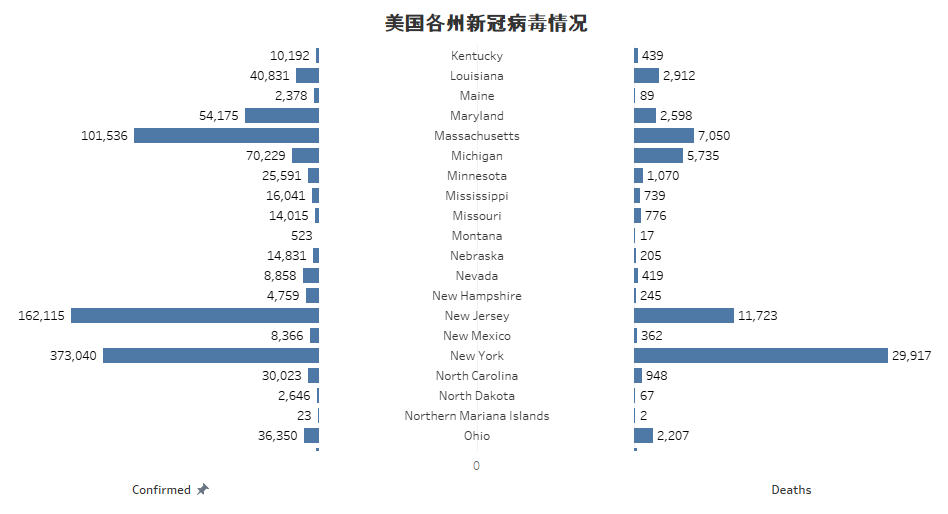 美国各州新冠病毒情况
10,192 Kentucky 439
40,831 Louisiana 2,912
2,378 Maine 89
54,175 Maryland 2,598
101,536 Massachusetts 7,050
70,229 Michigan 5,735
25,591 Minnesota 1,070
16,041 Mississippi 739
14,015 Missouri 776
523 Montana 17
14,831 Nebraska 205
8,858 Nevada 419
4,759 New Hampshire 245
162,115 New Jersey 11,723
8,366 New Mexico 362
373,040 New York 29,917
30,023 North Carolina 948
2,646 North Dakota 67
23 Northern Mariana Islands 2
36,350 Ohio 2,207
0
Confirmed Deaths